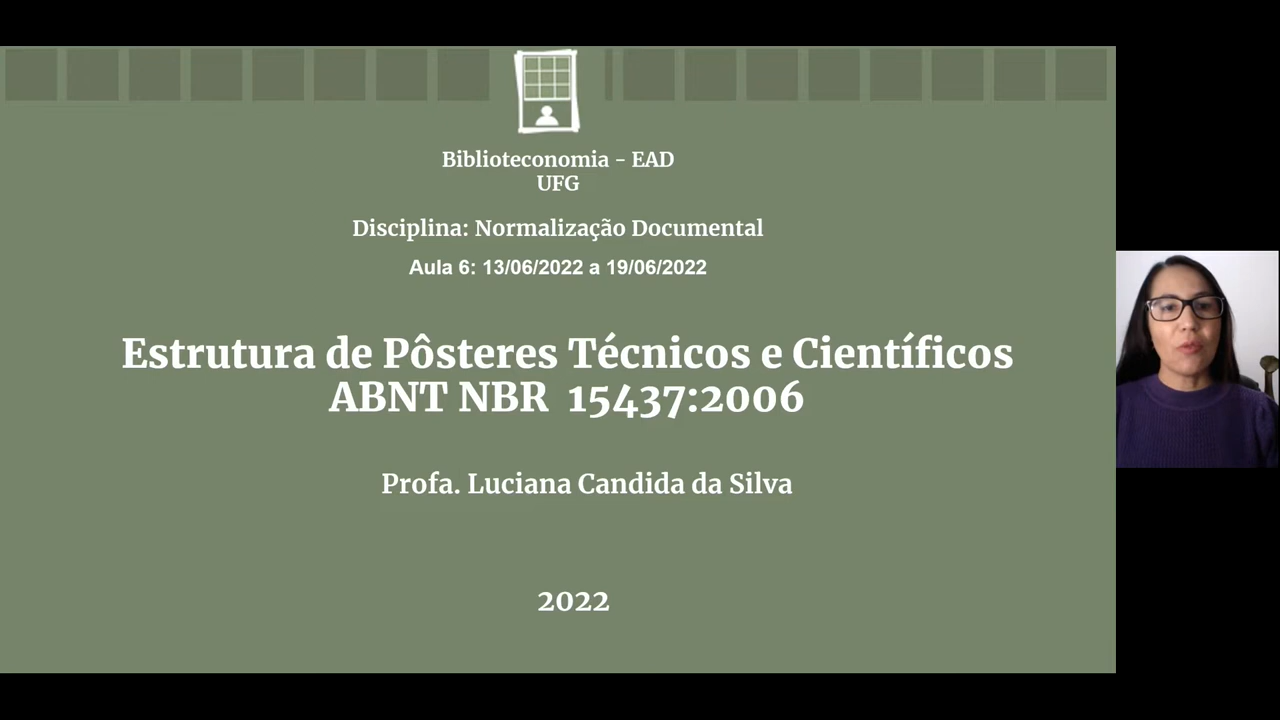 Biblioteconomia - EAD
UFG
Disciplina: Normalização Documental
Aula 6: 13/06/2022 a 19/06/2022
Estrutura de Pôsteres Técnicos e Científicos
ABNT NBR 15437:2006
Profa. Luciana Candida da Silva
2022